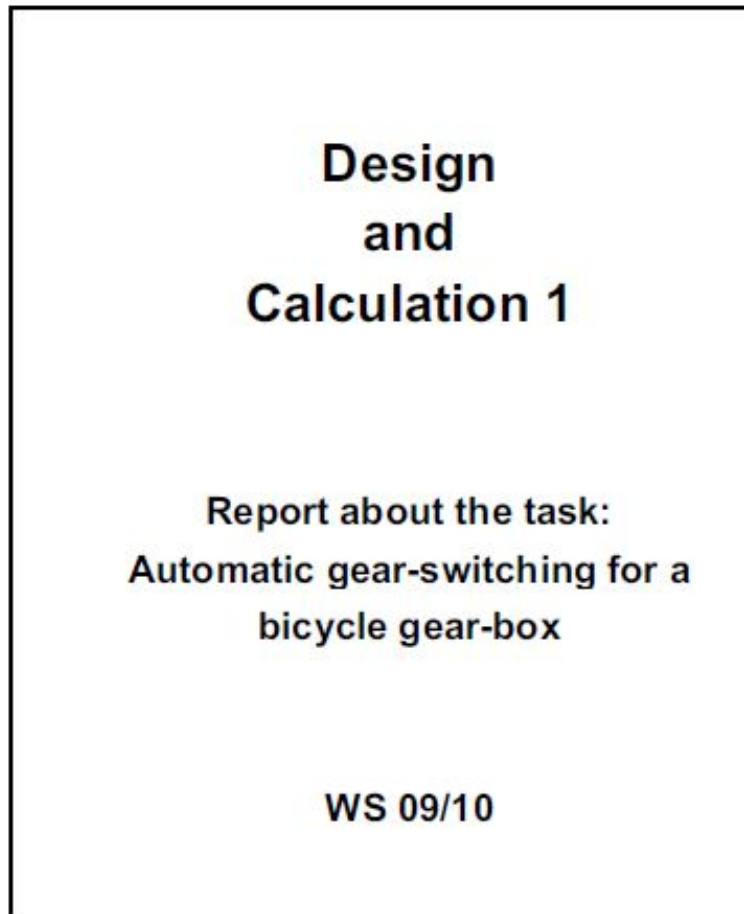 Design
and
Calculation 1
Report about the task:
Automatic gear-switching for a
bicycle gear-box
WS 09/10